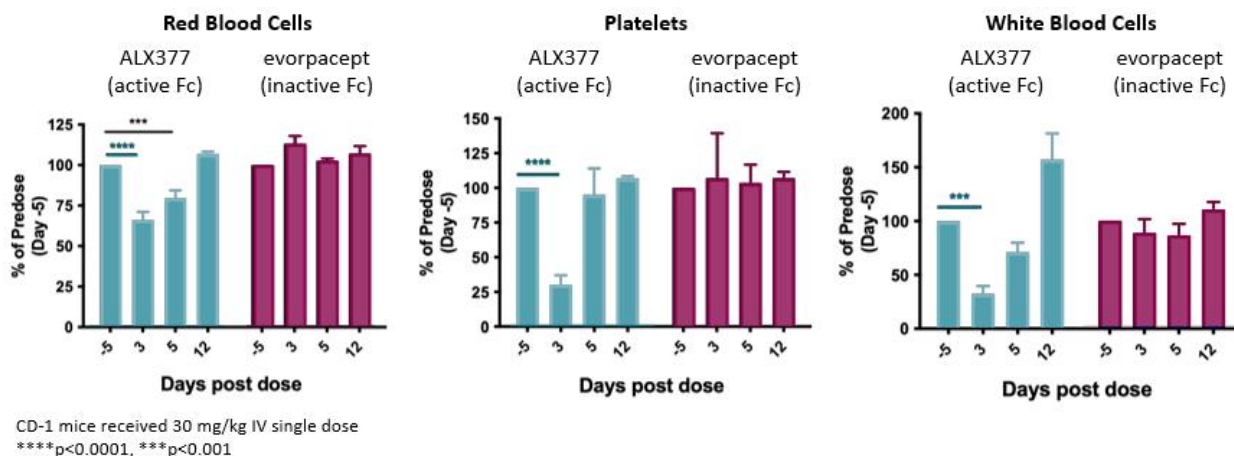 Red Blood Cells
ALX377
(active Fc)
evorpacept
(inactive Fc)
% of Predose
(Day -5)
125
100
75
50
25
0
***
****
-5 3 5 12 -5 3 5 12
Days post dose
Platelets
ALX377
(active Fc)
evorpacept
(inactive Fc)
% of Predose
(Day -5)
150
125
100
75
50
25
0
****
-5 3 5 12 -5 3 5 12
Days post dose
White Blood Cells
ALX377
(active Fc)
evorpacept
(inactive Fc)
% of Predose
(Day -5)
200
150
100
50
0
***
-5 3 5 12 -5 3 5 12
Days post dose
CD-1 mice received 30 mg/kg IV single dose
****p<0.0001, ***p<0.001